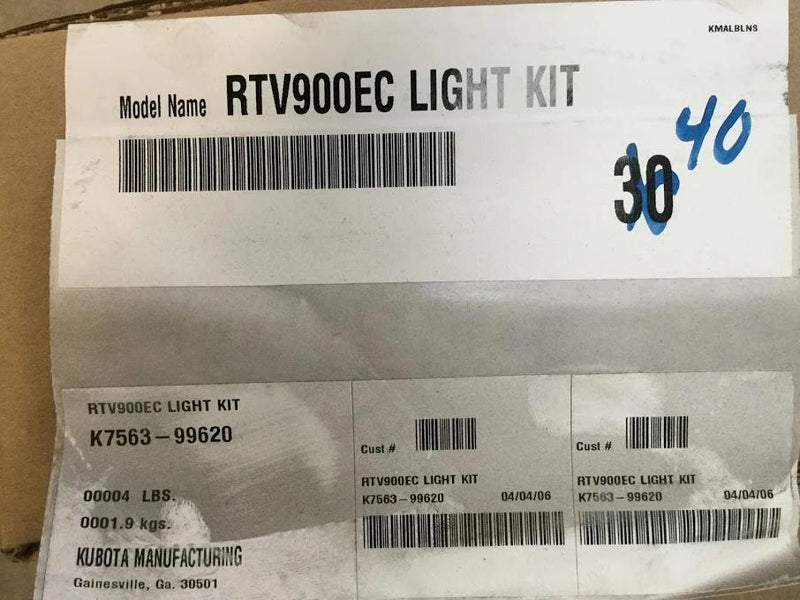 KMALBLNS
Model Name RTV900EC LIGHT KIT
40
30
RTV900EC LIGHT KIT
K7563-99620
00004 LBS.
0001.9 kgs.
KUBOTA MANUFACTURING
Gainesville, Ga. 30501
Cust #
RTV900EC LIGHT KIT
K7563-99620 04/04/06
Cust #
RTV900EC LIGHT KIT
K7563-99620 04/04/06